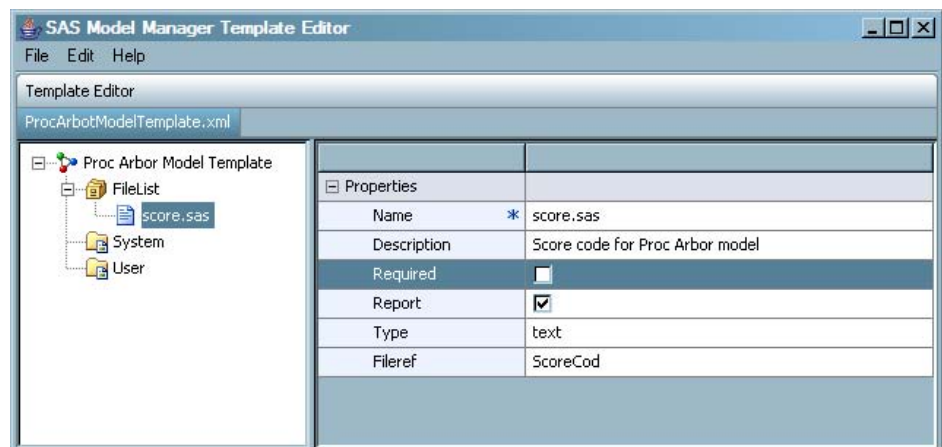 SAS Model Manager Template Editor
File Edit Help
Template Editor
ProcArbotModelTemplate.xml
Proc Arbor Model Template
FileList
score.sas
System
User
Properties
Name * score.sas
Description Score code for Proc Arbor model
Required
Report
Type text
Fileref ScoreCod